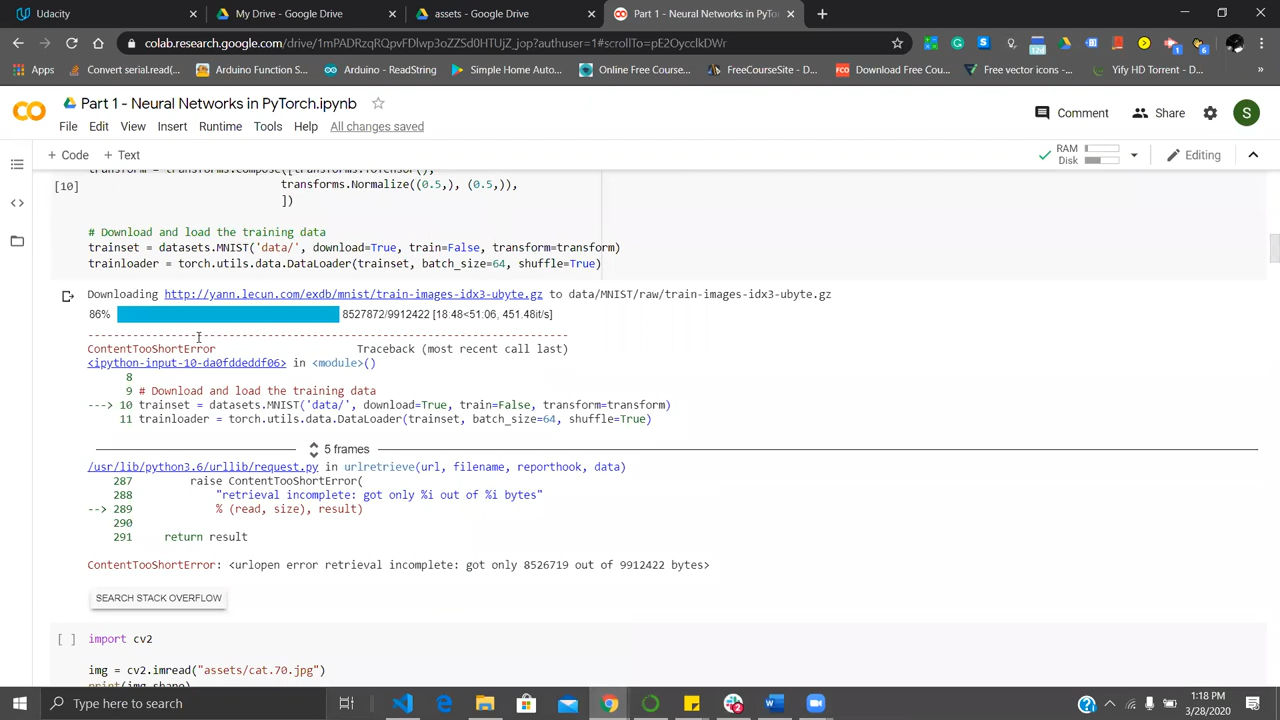 Udacity
My Drive - Google Drive
assets - Google Drive
Part 1 - Neural Networks in PyTor
colab.research.google.com/drive/1mPADRzqRQpvFDlwp3oZZSd0HTUjZ_jop?authuser=1#scrollTo=pE2OycclkDWr
Apps
Convert serial.read(...
Arduino Function S...
Arduino - ReadString
Simple Home Auto...
Online Free Course...
FreeCourseSite - Do...
Download Free Cou...
Free vector icons -...
Yify HD Torrent - D...
»
CO
Part 1 - Neural Networks in PyTorch.ipynb
Comment
Share
S
File Edit View Insert Runtime Tools Help All changes saved
+ Code + Text
RAM
Disk
Editing
[10]
transform = transforms.Compose([transforms.ToTensor(),
transforms.Normalize((0.5,), (0.5,)),
])
# Download and load the training data
trainset = datasets.MNIST('data/', download=True, train=False, transform=transform)
trainloader = torch.utils.data.DataLoader(trainset, batch_size=64, shuffle=True)
Downloading http://yann.lecun.com/exdb/mnist/train-images-idx3-ubyte.gz to data/MNIST/raw/train-images-idx3-ubyte.gz
86% 8527872/9912422 [18:48<51:06, 451.48it/s]
---------------------------------------------------------------------------
ContentTooShortError Traceback (most recent call last)
<ipython-input-10-da0fddeddf06> in <module>()
8
9 # Download and load the training data
---> 10 trainset = datasets.MNIST('data/', download=True, train=False, transform=transform)
11 trainloader = torch.utils.data.DataLoader(trainset, batch_size=64, shuffle=True)
5 frames
/usr/lib/python3.6/urllib/request.py in urlretrieve(url, filename, reporthook, data)
287 raise ContentTooShortError(
288 "retrieval incomplete: got only %i out of %i bytes"
--> 289 % (read, size), result)
290
291 return result
ContentTooShortError: <urlopen error retrieval incomplete: got only 8526719 out of 9912422 bytes>
SEARCH STACK OVERFLOW
[ ] import cv2
img = cv2.imread("assets/cat.70.jpg")
print(img.shape)
Type here to search
1:18 PM
3/28/2020